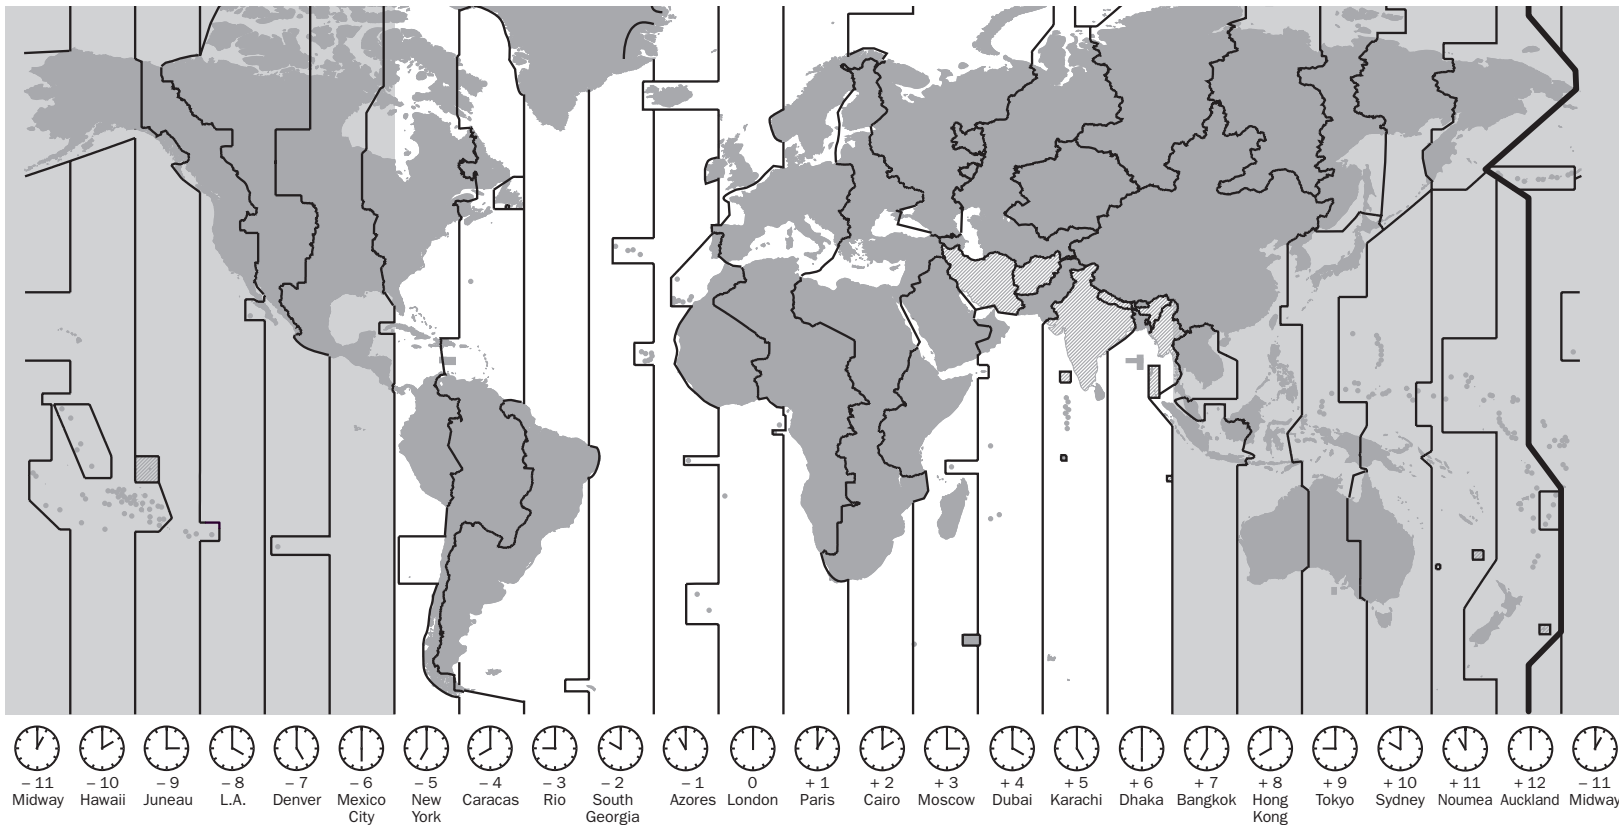 – 11 – 10 – 9 – 8 – 7 – 6 – 5 – 4 – 3 – 2 – 1 0 + 1 + 2 + 3 + 4 + 5 + 6 + 7 + 8 + 9 + 10 + 11 + 12 –11
Midway Hawaii Juneau L.A. Denver Mexico New Caracas Rio South Azores London Paris Cairo Moscow Dubai Karachi Dhaka Bangkok Hong Tokyo Sydney Noumea Auckland Midway
City York Georgia Kong